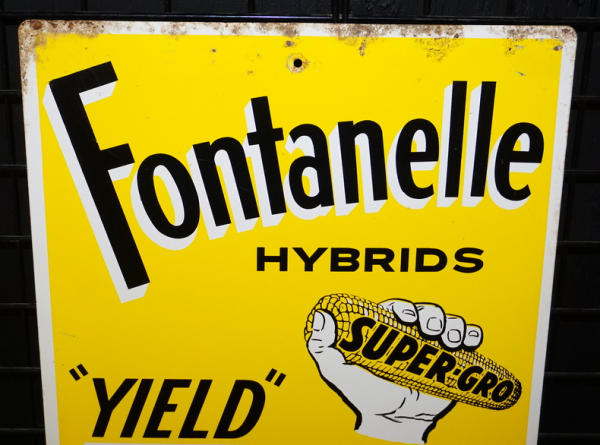 Fontanelle
HYBRIDS
SUPER-GRO
"YIELD"